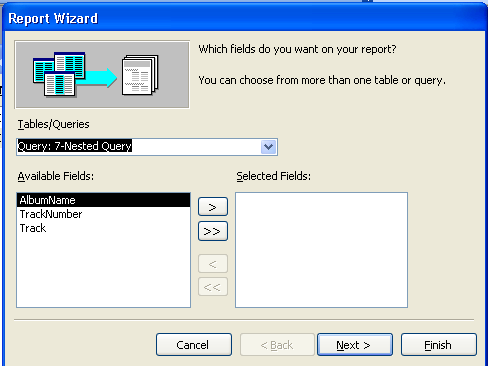 Report Wizard
Which fields do you want on your report?
You can choose from more than one table or query.
Tables/Queries
Query: 7-Nested Query
Available Fields:
Selected Fields:
AlbumName
TrackNumber
Track
>
>>
<
<<
Cancel
< Back
Next >
Finish